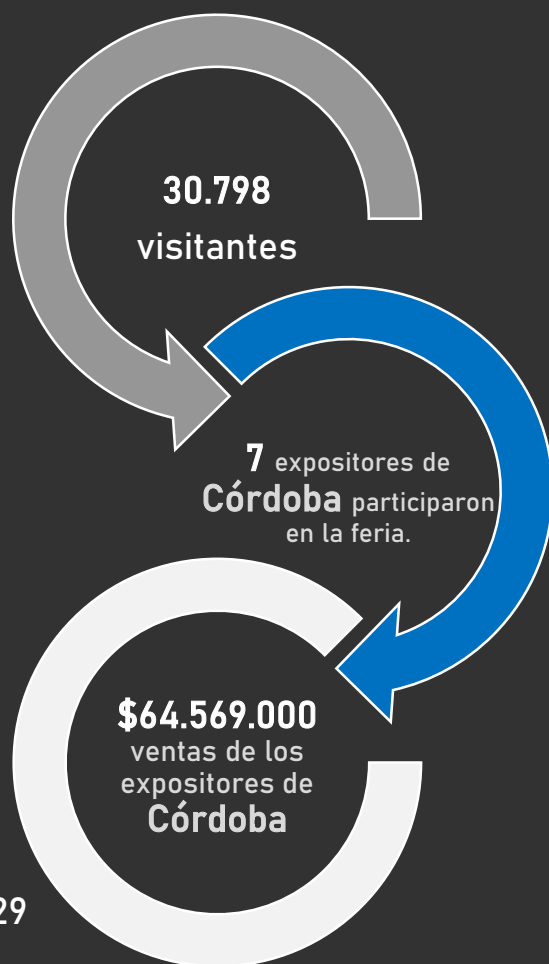 30.798
visitantes
7 expositores de
Córdoba participaron
en la feria.
$64.569.000
ventas de los
expositores de
Córdoba
29